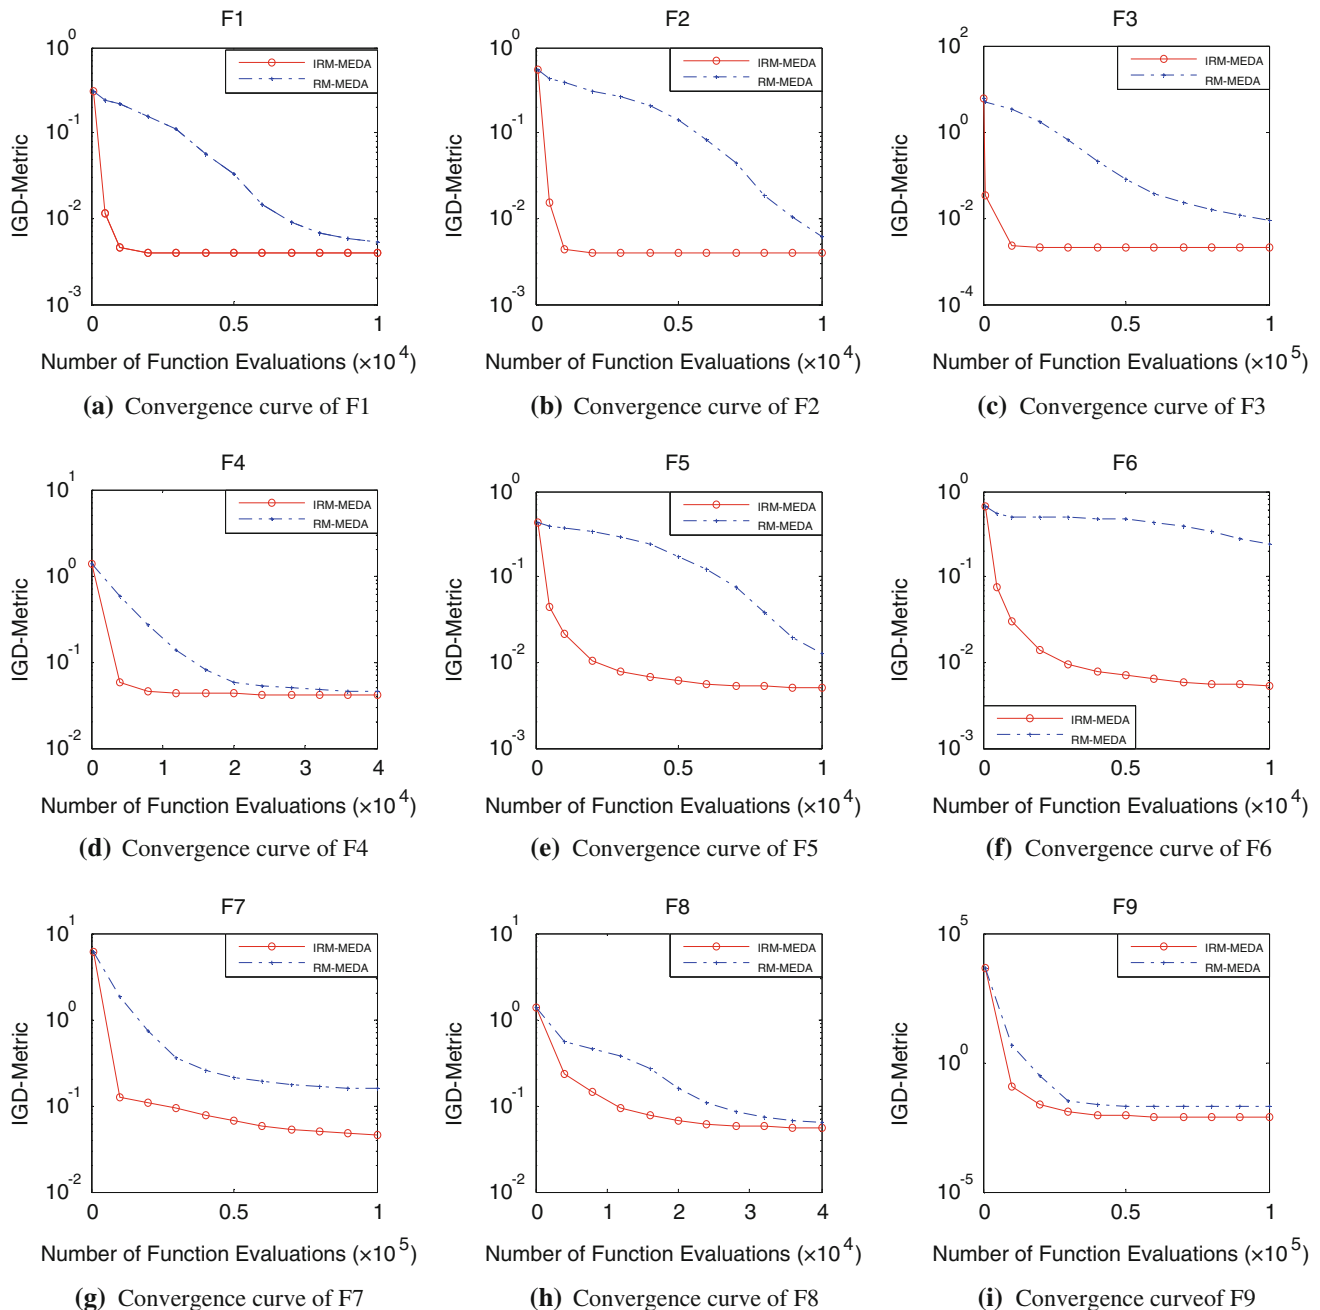 F1
10^0
10^-1
10^-2
10^-3
IGD-Metric
IRM-MEDA
RM-MEDA
0 0.5 1
Number of Function Evaluations (×10^4)
(a) Convergence curve of F1
F2
10^0
10^-1
10^-2
10^-3
IGD-Metric
IRM-MEDA
RM-MEDA
0 0.5 1
Number of Function Evaluations (×10^4)
(b) Convergence curve of F2
F3
10^2
10^0
10^-2
10^-4
IGD-Metric
IRM-MEDA
RM-MEDA
0 0.5 1
Number of Function Evaluations (×10^5)
(c) Convergence curve of F3
F4
10^1
10^0
10^-1
10^-2
IGD-Metric
IRM-MEDA
RM-MEDA
0 1 2 3 4
Number of Function Evaluations (×10^4)
(d) Convergence curve of F4
F5
10^0
10^-1
10^-2
10^-3
IGD-Metric
IRM-MEDA
RM-MEDA
0 0.5 1
Number of Function Evaluations (×10^4)
(e) Convergence curve of F5
F6
10^0
10^-1
10^-2
10^-3
IGD-Metric
IRM-MEDA
RM-MEDA
0 0.5 1
Number of Function Evaluations (×10^4)
(f) Convergence curve of F6
F7
10^1
10^0
10^-1
10^-2
IGD-Metric
IRM-MEDA
RM-MEDA
0 0.5 1
Number of Function Evaluations (×10^5)
(g) Convergence curve of F7
F8
10^1
10^0
10^-1
10^-2
IGD-Metric
IRM-MEDA
RM-MEDA
0 1 2 3 4
Number of Function Evaluations (×10^4)
(h) Convergence curve of F8
F9
10^5
10^0
10^-5
IGD-Metric
IRM-MEDA
RM-MEDA
0 0.5 1
Number of Function Evaluations (×10^5)
(i) Convergence curveof F9